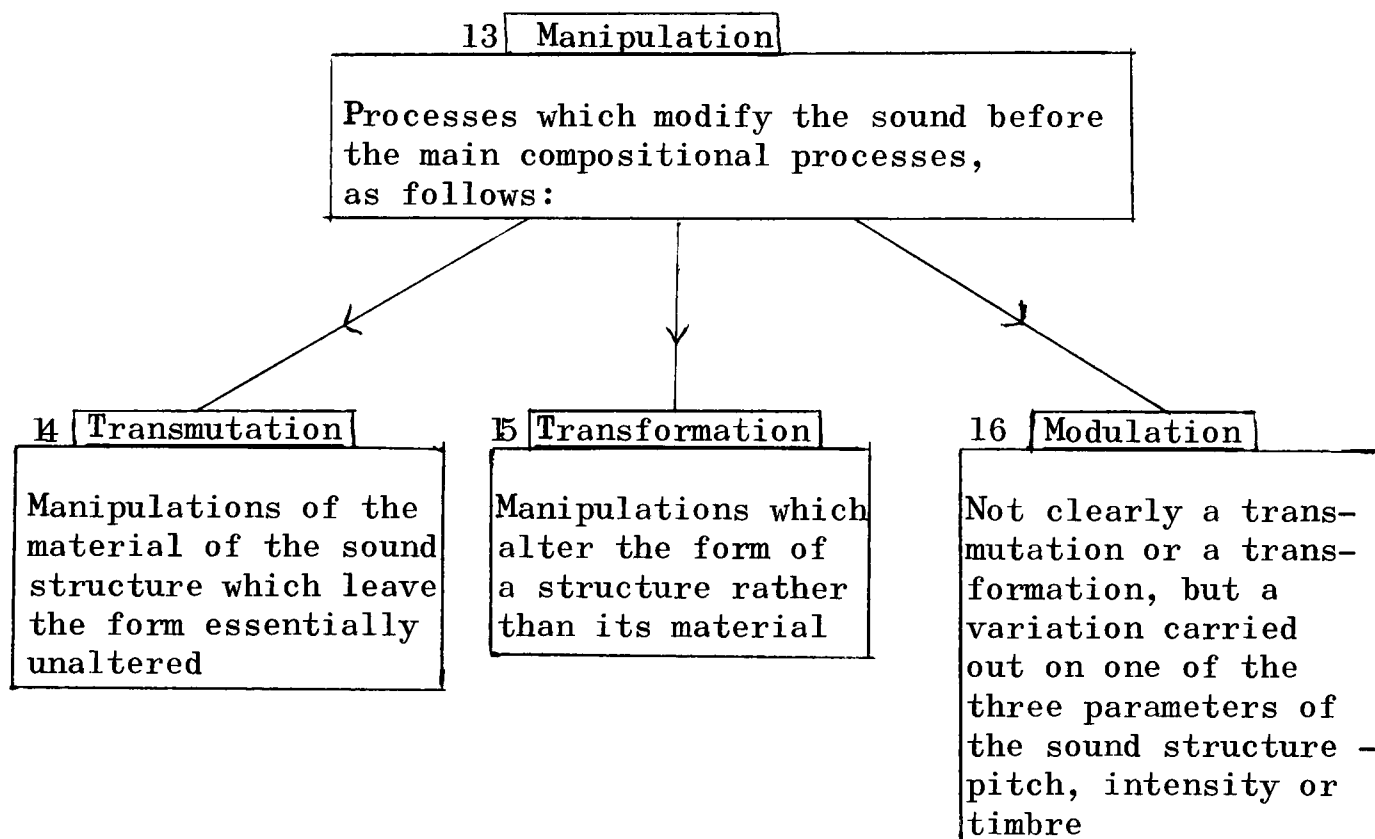 13 Manipulation
Processes which modify the sound before
the main compositional processes,
as follows:
14 Transmutation
Manipulations of the
material of the sound
structure which leave
the form essentially
unaltered
15 Transformation
Manipulations which
alter the form of
a structure rather
than its material
16 Modulation
Not clearly a trans-
mutation or a trans-
formation, but a
variation carried
out on one of the
three parameters of
the sound structure -
pitch, intensity or
timbre